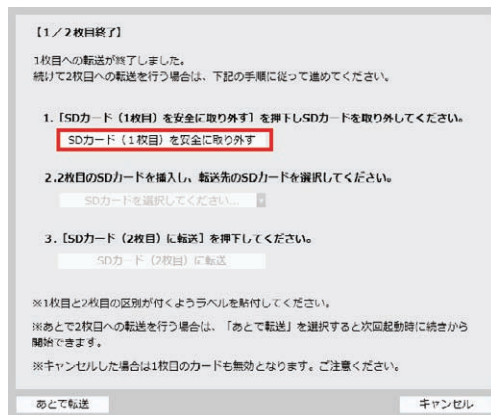 【1/2枚目終了】
1枚目への転送が終了しました。
続けて2枚目への転送を行う場合は、下記の手順に従って進めてください。
1.［SDカード（1枚目）を安全に取り外す］を押下しSDカードを取り外してください。
SDカード（1枚目）を安全に取り外す
2.2枚目のSDカードを挿入し、転送先のSDカードを選択してください。
SDカードを選択してください...
3.［SDカード（2枚目）に転送］を押下してください。
SDカード（2枚目）に転送
※1枚目と2枚目の区別が付くようラベルを貼付してください。
※あとで2枚目への転送を行う場合は、「あとで転送」を選択すると次回起動時に続きから
開始できます。
※キャンセルした場合は1枚目のカードも無効となります。ご注意ください。
あとで転送
キャンセル